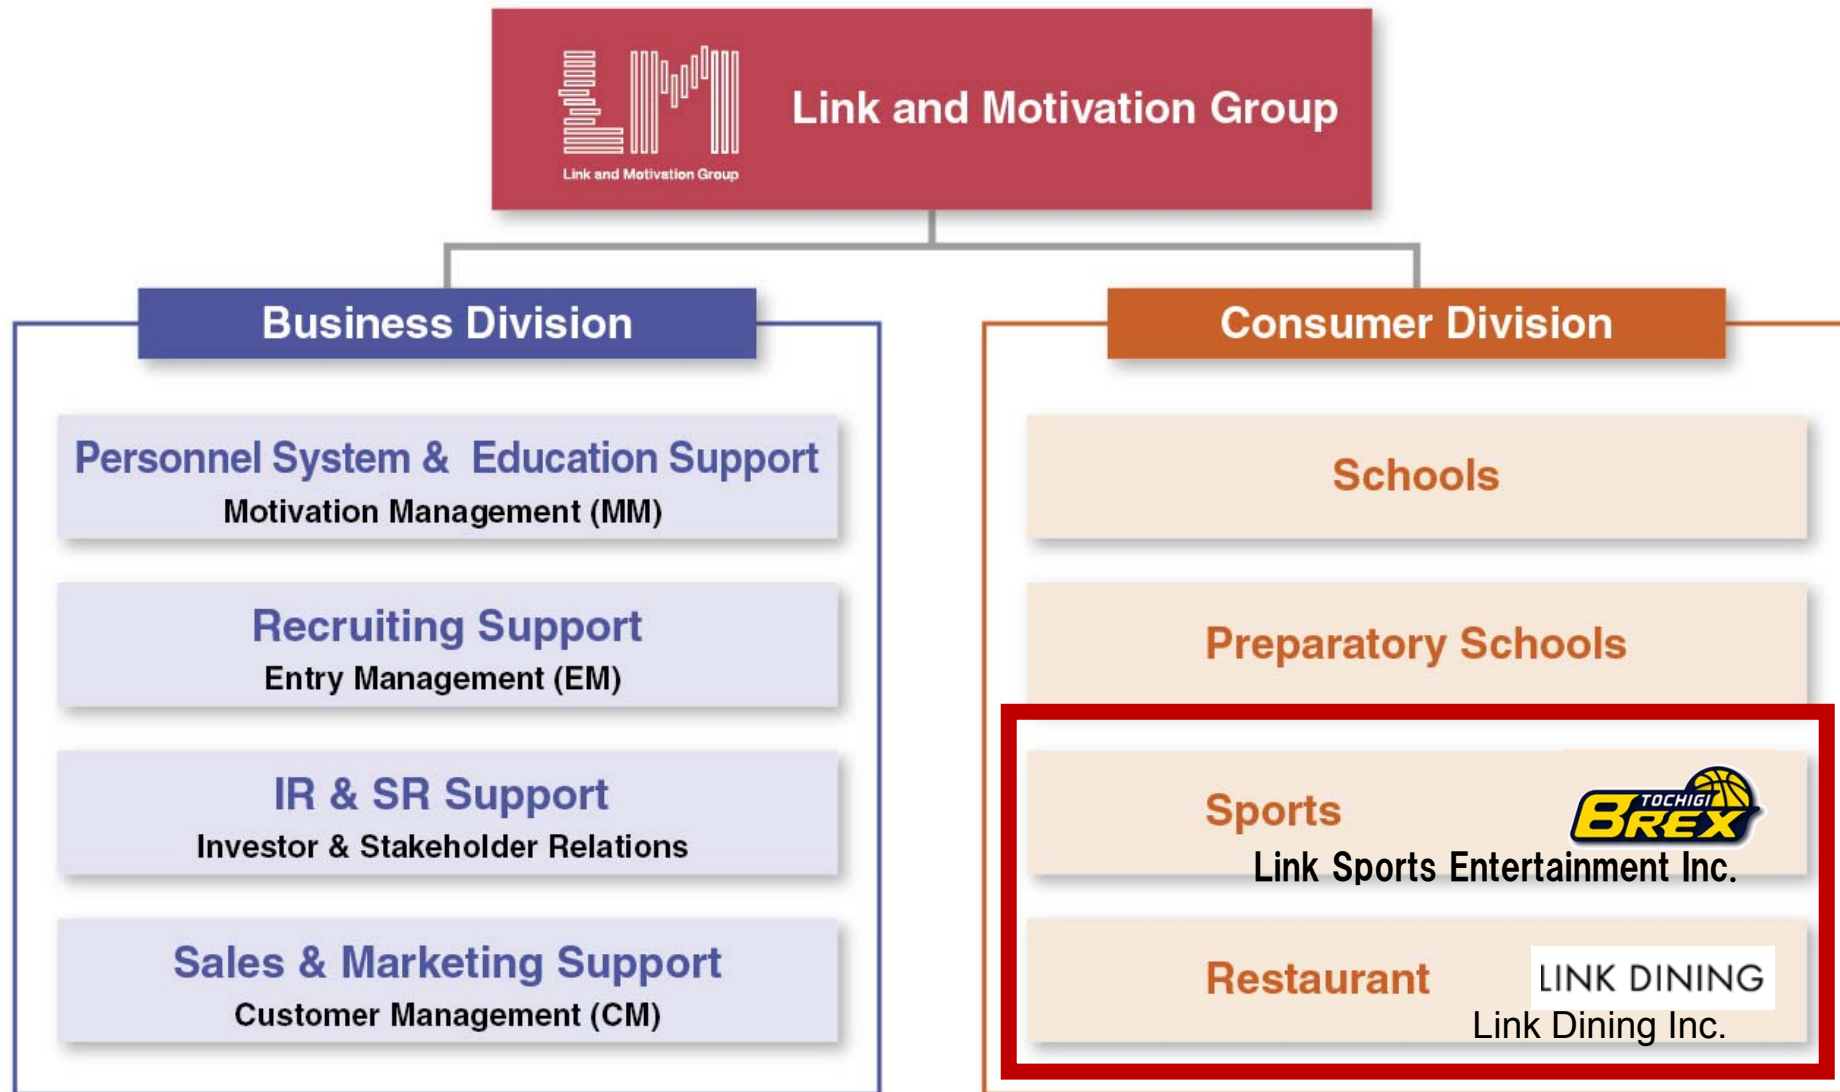 Link and Motivation Group
Link and Motivation Group
Business Division
Personnel System & Education Support
Motivation Management (MM)
Recruiting Support
Entry Management (EM)
IR & SR Support
Investor & Stakeholder Relations
Sales & Marketing Support
Customer Management (CM)
Consumer Division
Schools
Preparatory Schools
Sports
TOCHIGI
BREX
Link Sports Entertainment Inc.
Restaurant
LINK DINING
Link Dining Inc.